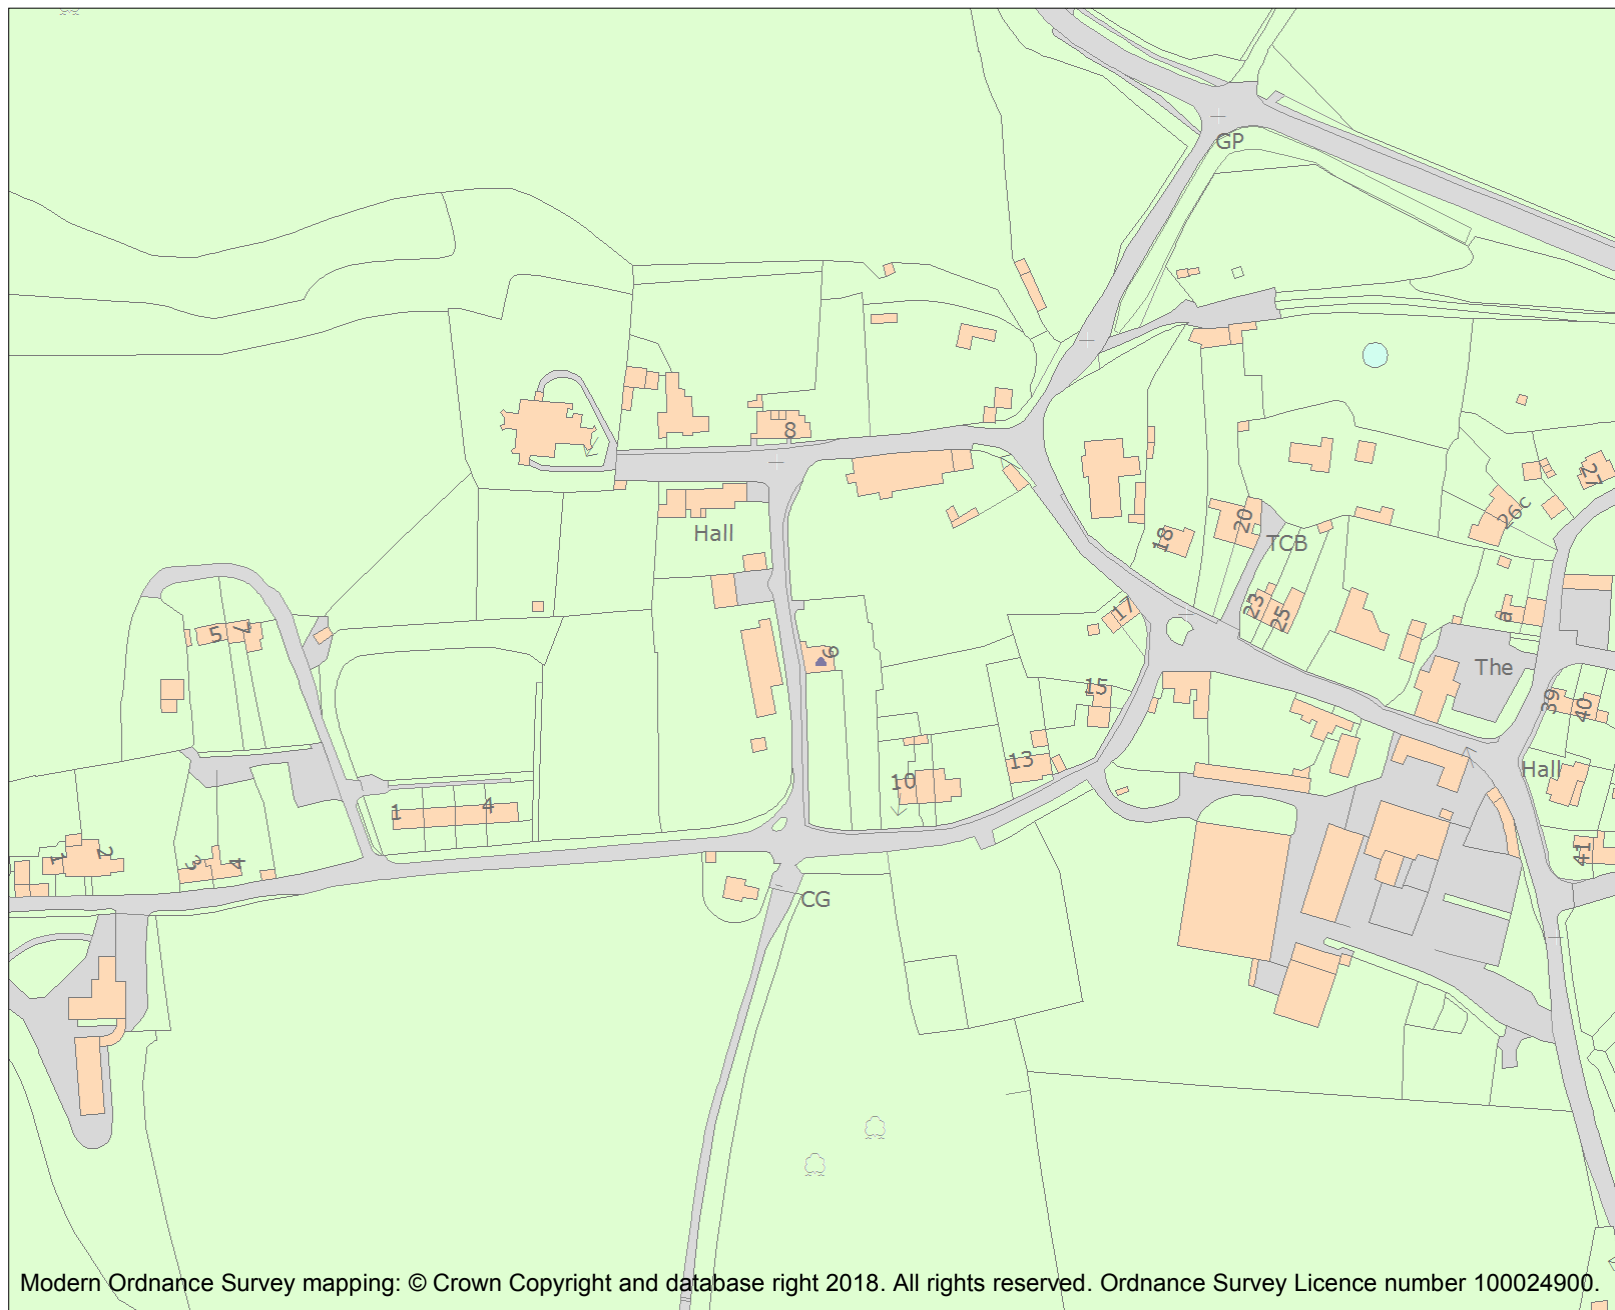 GP
8
27
26c
20
Hall
18
TCB
23
25
17
a
5
7
9
The
15
39
40
13
Hall
10
1
4
41
1
2
3
4
CG
Modern Ordnance Survey mapping: © Crown Copyright and database right 2018. All rights reserved. Ordnance Survey Licence number 100024900.